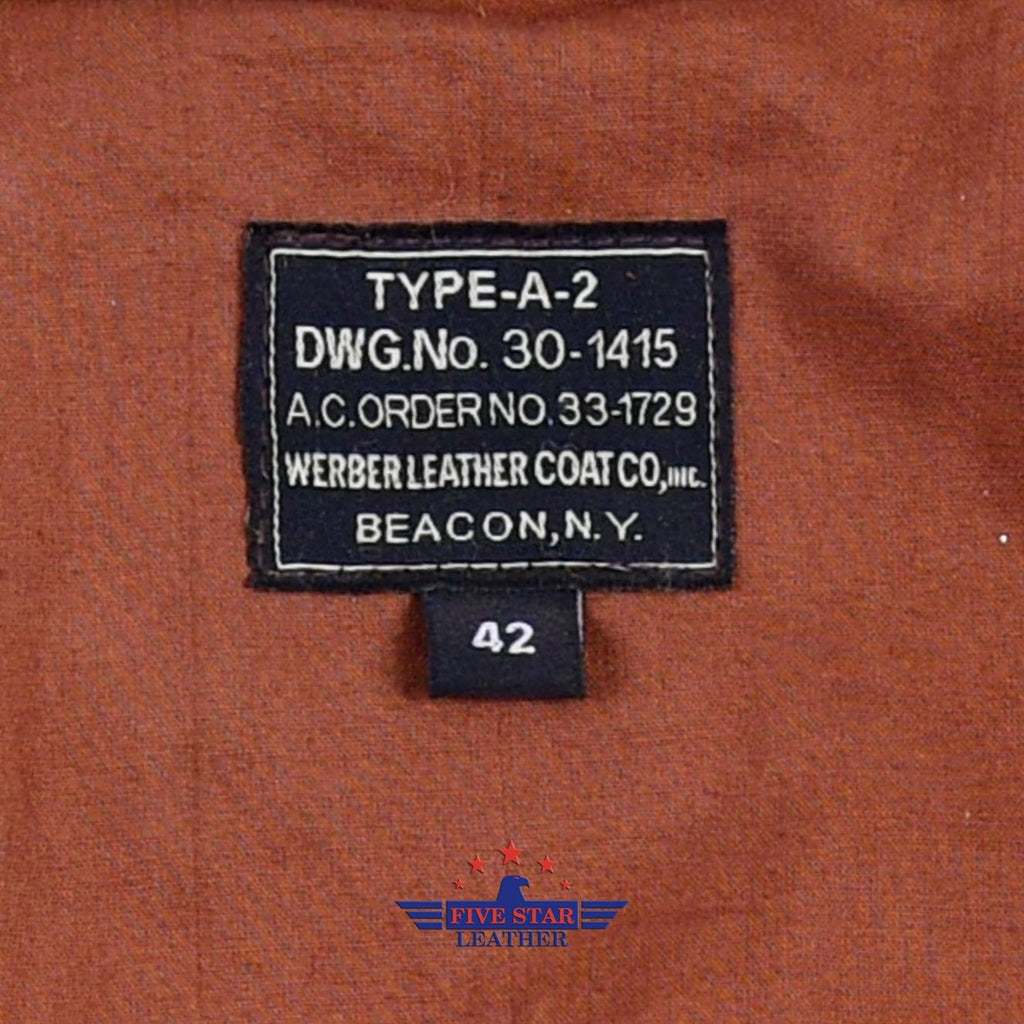 TYPE-A-2
DWG.No. 30-1415
A.C.ORDER NO.33-1729
WERBER LEATHER COAT CO,INC.
BEACON,N.Y.
42
FIVE STAR
LEATHER